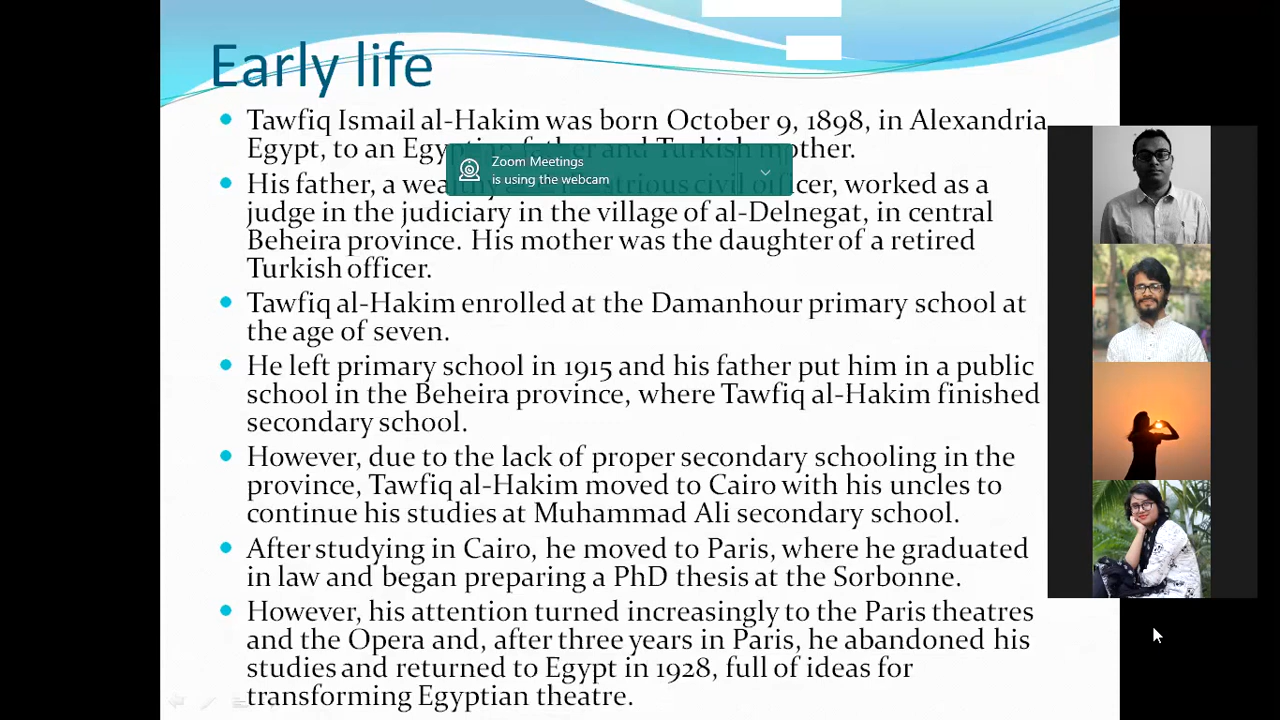 Early life
Tawfiq Ismail al-Hakim was born October 9, 1898, in Alexandria,
Egypt, to an Egyptian father and Turkish mother.
Zoom Meetings
is using the webcam
His father, a wealthy officer, worked as a
judge in the judiciary in the village of al-Delnegat, in central
Beheira province. His mother was the daughter of a retired
Turkish officer.
Tawfiq al-Hakim enrolled at the Damanhour primary school at
the age of seven.
He left primary school in 1915 and his father put him in a public
school in the Beheira province, where Tawfiq al-Hakim finished
secondary school.
However, due to the lack of proper secondary schooling in the
province, Tawfiq al-Hakim moved to Cairo with his uncles to
continue his studies at Muhammad Ali secondary school.
After studying in Cairo, he moved to Paris, where he graduated
in law and began preparing a PhD thesis at the Sorbonne.
However, his attention turned increasingly to the Paris theatres
and the Opera and, after three years in Paris, he abandoned his
studies and returned to Egypt in 1928, full of ideas for
transforming Egyptian theatre.